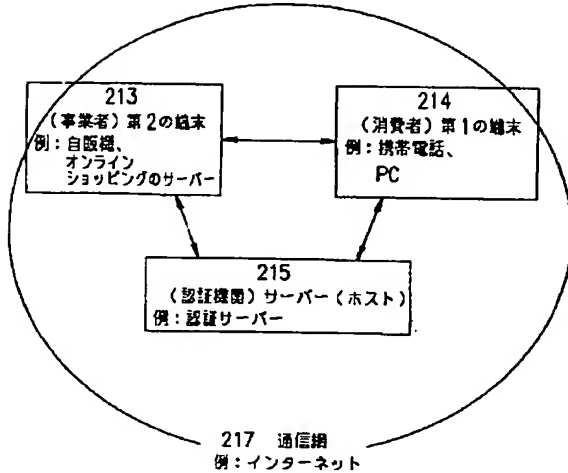 213
（事業者）第2の端末
例：自販機、
オンライン
ショッピングのサーバー
214
（消費者）第1の端末
例：携帯電話、
PC
215
（認証機関）サーバー（ホスト）
例：認証サーバー
217 通信網
例：インターネット